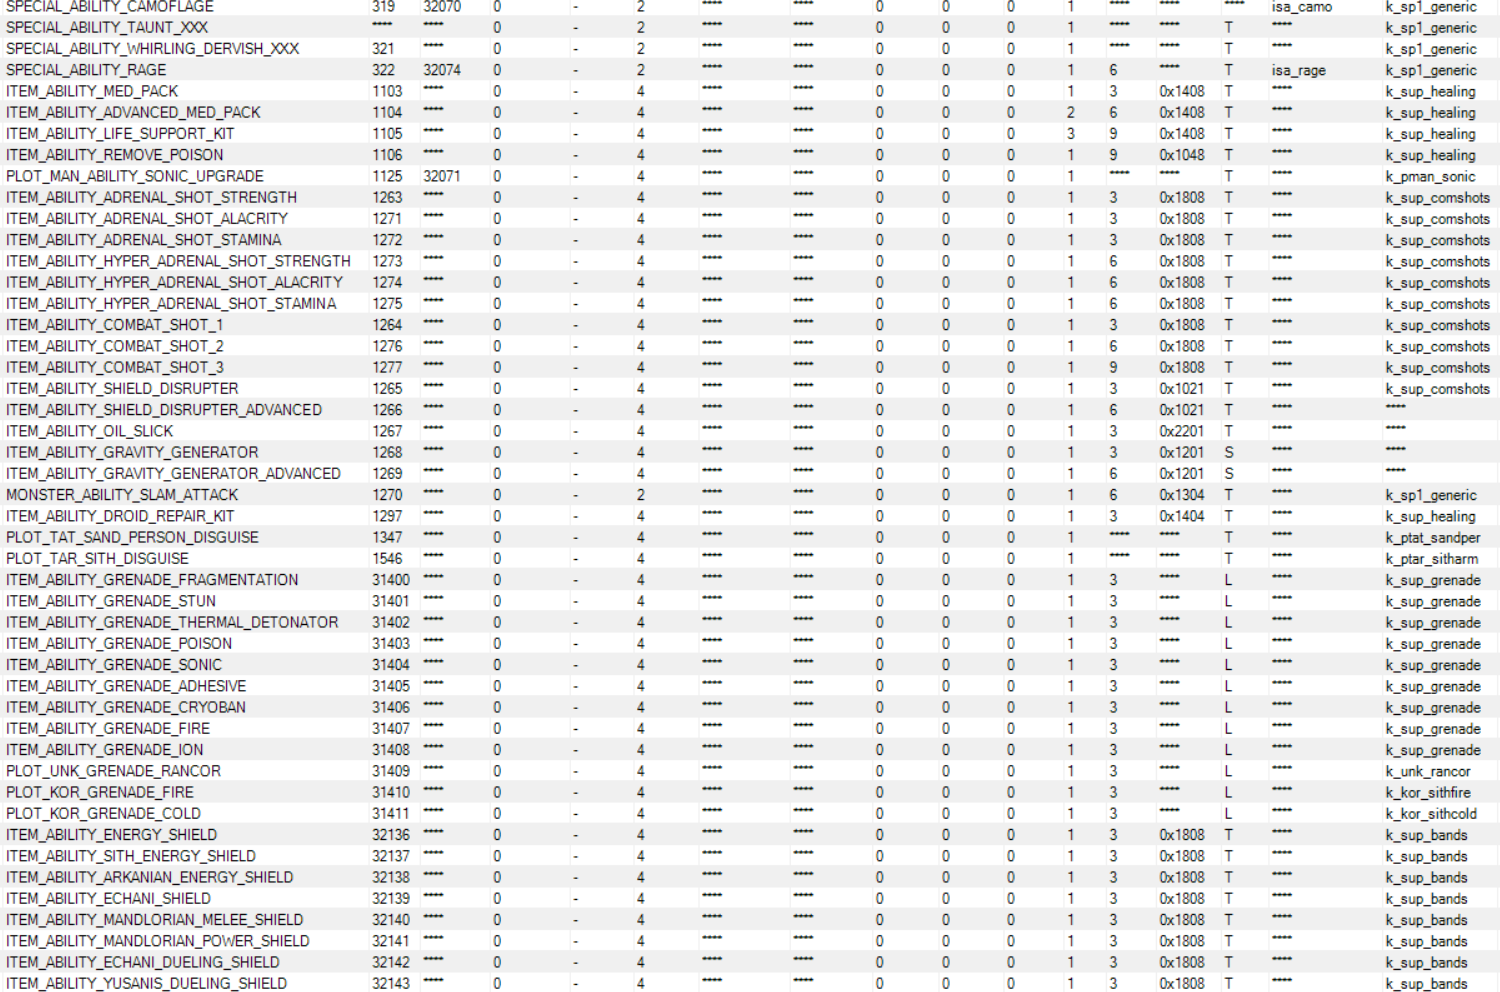 SPECIAL_ABILITY_CAMOFLAGE 319 32070 0 - 2 **** **** 0 0 0 1 **** **** **** isa_camo k_sp1_generic
SPECIAL_ABILITY_TAUNT_XXX **** **** 0 - 2 **** **** 0 0 0 1 **** **** T **** k_sp1_generic
SPECIAL_ABILITY_WHIRLING_DERVISH_XXX 321 **** 0 - 2 **** **** 0 0 0 1 **** **** T **** k_sp1_generic
SPECIAL_ABILITY_RAGE 322 32074 0 - 2 **** **** 0 0 0 1 6 **** T isa_rage k_sp1_generic
ITEM_ABILITY_MED_PACK 1103 **** 0 - 4 **** **** 0 0 0 1 3 0x1408 T **** k_sup_healing
ITEM_ABILITY_ADVANCED_MED_PACK 1104 **** 0 - 4 **** **** 0 0 0 2 6 0x1408 T **** k_sup_healing
ITEM_ABILITY_LIFE_SUPPORT_KIT 1105 **** 0 - 4 **** **** 0 0 0 3 9 0x1408 T **** k_sup_healing
ITEM_ABILITY_REMOVE_POISON 1106 **** 0 - 4 **** **** 0 0 0 1 9 0x1048 T **** k_sup_healing
PLOT_MAN_ABILITY_SONIC_UPGRADE 1125 32071 0 - 4 **** **** 0 0 0 1 **** **** T **** k_pman_sonic
ITEM_ABILITY_ADRENAL_SHOT_STRENGTH 1263 **** 0 - 4 **** **** 0 0 0 1 3 0x1808 T **** k_sup_comshots
ITEM_ABILITY_ADRENAL_SHOT_ALACRITY 1271 **** 0 - 4 **** **** 0 0 0 1 3 0x1808 T **** k_sup_comshots
ITEM_ABILITY_ADRENAL_SHOT_STAMINA 1272 **** 0 - 4 **** **** 0 0 0 1 3 0x1808 T **** k_sup_comshots
ITEM_ABILITY_HYPER_ADRENAL_SHOT_STRENGTH 1273 **** 0 - 4 **** **** 0 0 0 1 6 0x1808 T **** k_sup_comshots
ITEM_ABILITY_HYPER_ADRENAL_SHOT_ALACRITY 1274 **** 0 - 4 **** **** 0 0 0 1 6 0x1808 T **** k_sup_comshots
ITEM_ABILITY_HYPER_ADRENAL_SHOT_STAMINA 1275 **** 0 - 4 **** **** 0 0 0 1 6 0x1808 T **** k_sup_comshots
ITEM_ABILITY_COMBAT_SHOT_1 1264 **** 0 - 4 **** **** 0 0 0 1 3 0x1808 T **** k_sup_comshots
ITEM_ABILITY_COMBAT_SHOT_2 1276 **** 0 - 4 **** **** 0 0 0 1 6 0x1808 T **** k_sup_comshots
ITEM_ABILITY_COMBAT_SHOT_3 1277 **** 0 - 4 **** **** 0 0 0 1 9 0x1808 T **** k_sup_comshots
ITEM_ABILITY_SHIELD_DISRUPTER 1265 **** 0 - 4 **** **** 0 0 0 1 3 0x1021 T **** k_sup_comshots
ITEM_ABILITY_SHIELD_DISRUPTER_ADVANCED 1266 **** 0 - 4 **** **** 0 0 0 1 6 0x1021 T **** ****
ITEM_ABILITY_OIL_SLICK 1267 **** 0 - 4 **** **** 0 0 0 1 3 0x2201 T **** ****
ITEM_ABILITY_GRAVITY_GENERATOR 1268 **** 0 - 4 **** **** 0 0 0 1 3 0x1201 S **** ****
ITEM_ABILITY_GRAVITY_GENERATOR_ADVANCED 1269 **** 0 - 4 **** **** 0 0 0 1 6 0x1201 S **** ****
MONSTER_ABILITY_SLAM_ATTACK 1270 **** 0 - 2 **** **** 0 0 0 1 6 0x1304 T **** k_sp1_generic
ITEM_ABILITY_DROID_REPAIR_KIT 1297 **** 0 - 4 **** **** 0 0 0 1 3 0x1404 T **** k_sup_healing
PLOT_TAT_SAND_PERSON_DISGUISE 1347 **** 0 - 4 **** **** 0 0 0 1 **** **** T **** k_ptat_sandper
PLOT_TAR_SITH_DISGUISE 1546 **** 0 - 4 **** **** 0 0 0 1 **** **** T **** k_ptar_sitharm
ITEM_ABILITY_GRENADE_FRAGMENTATION 31400 **** 0 - 4 **** **** 0 0 0 1 3 **** L **** k_sup_grenade
ITEM_ABILITY_GRENADE_STUN 31401 **** 0 - 4 **** **** 0 0 0 1 3 **** L **** k_sup_grenade
ITEM_ABILITY_GRENADE_THERMAL_DETONATOR 31402 **** 0 - 4 **** **** 0 0 0 1 3 **** L **** k_sup_grenade
ITEM_ABILITY_GRENADE_POISON 31403 **** 0 - 4 **** **** 0 0 0 1 3 **** L **** k_sup_grenade
ITEM_ABILITY_GRENADE_SONIC 31404 **** 0 - 4 **** **** 0 0 0 1 3 **** L **** k_sup_grenade
ITEM_ABILITY_GRENADE_ADHESIVE 31405 **** 0 - 4 **** **** 0 0 0 1 3 **** L **** k_sup_grenade
ITEM_ABILITY_GRENADE_CRYOBAN 31406 **** 0 - 4 **** **** 0 0 0 1 3 **** L **** k_sup_grenade
ITEM_ABILITY_GRENADE_FIRE 31407 **** 0 - 4 **** **** 0 0 0 1 3 **** L **** k_sup_grenade
ITEM_ABILITY_GRENADE_ION 31408 **** 0 - 4 **** **** 0 0 0 1 3 **** L **** k_sup_grenade
PLOT_UNK_GRENADE_RANCOR 31409 **** 0 - 4 **** **** 0 0 0 1 3 **** L **** k_unk_rancor
PLOT_KOR_GRENADE_FIRE 31410 **** 0 - 4 **** **** 0 0 0 1 3 **** L **** k_kor_sithfire
PLOT_KOR_GRENADE_COLD 31411 **** 0 - 4 **** **** 0 0 0 1 3 **** L **** k_kor_sithcold
ITEM_ABILITY_ENERGY_SHIELD 32136 **** 0 - 4 **** **** 0 0 0 1 3 0x1808 T **** k_sup_bands
ITEM_ABILITY_SITH_ENERGY_SHIELD 32137 **** 0 - 4 **** **** 0 0 0 1 3 0x1808 T **** k_sup_bands
ITEM_ABILITY_ARKANIAN_ENERGY_SHIELD 32138 **** 0 - 4 **** **** 0 0 0 1 3 0x1808 T **** k_sup_bands
ITEM_ABILITY_ECHANI_SHIELD 32139 **** 0 - 4 **** **** 0 0 0 1 3 0x1808 T **** k_sup_bands
ITEM_ABILITY_MANDLORIAN_MELEE_SHIELD 32140 **** 0 - 4 **** **** 0 0 0 1 3 0x1808 T **** k_sup_bands
ITEM_ABILITY_MANDLORIAN_POWER_SHIELD 32141 **** 0 - 4 **** **** 0 0 0 1 3 0x1808 T **** k_sup_bands
ITEM_ABILITY_ECHANI_DUELING_SHIELD 32142 **** 0 - 4 **** **** 0 0 0 1 3 0x1808 T **** k_sup_bands
ITEM_ABILITY_YUSANIS_DUELING_SHIELD 32143 **** 0 - 4 **** **** 0 0 0 1 3 0x1808 T **** k_sup_bands